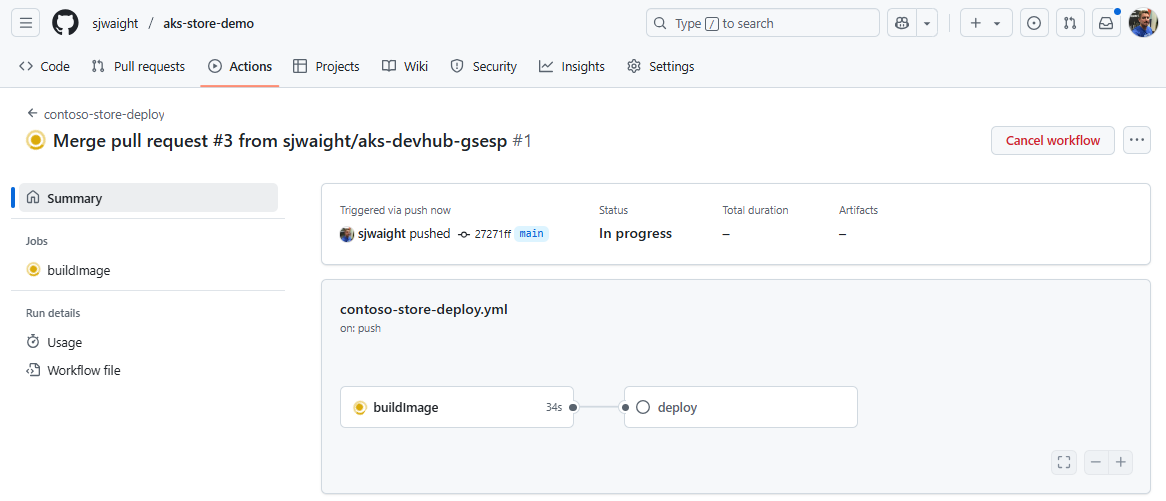 sjwaight / aks-store-demo
Type / to search
Code Pull requests Actions Projects Wiki Security Insights Settings
contoso-store-deploy
Merge pull request #3 from sjwaight/aks-devhub-gsesp #1
Cancel workflow
Summary
Jobs
buildImage
Run details
Usage
Workflow file
Triggered via push now
sjwaight pushed 27271ff main
Status
In progress
Total duration
–
Artifacts
–
contoso-store-deploy.yml
on: push
buildImage 34s
deploy